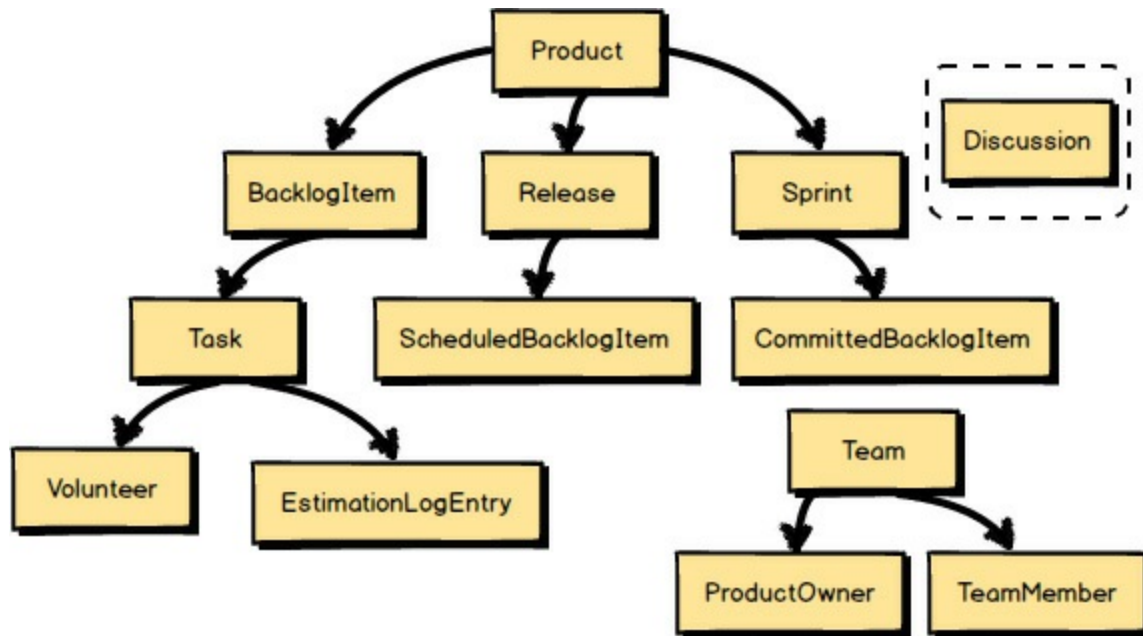 Product
Discussion
BacklogItem
Release
Sprint
Task
ScheduledBacklogItem
CommittedBacklogItem
Team
Volunteer
EstimationLogEntry
ProductOwner
TeamMember